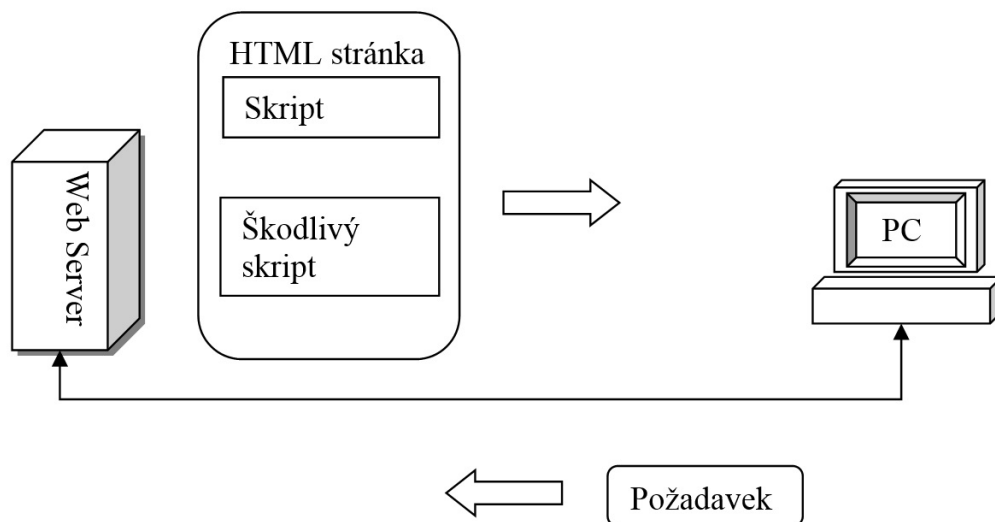 HTML stránka
Skript
Web Server
Škodlivý
skript
PC
Požadavek